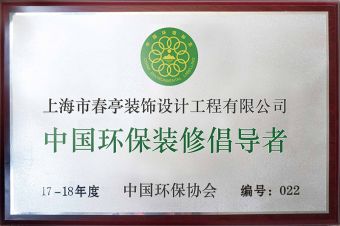 上海市春亭装饰设计工程有限公司
中国环保装修倡导者
17-18年度 中国环保协会 编号：022